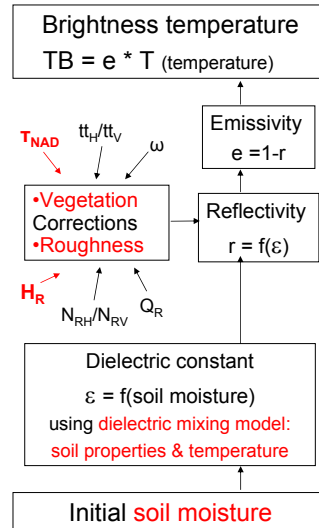 Brightness temperature
TB = e * T (temperature)
Emissivity
e =1-r
τNAD
ttH/ttV
ω
•Vegetation
Corrections
•Roughness
Reflectivity
r = f(ε)
HR
NRH/NRV
QR
Dielectric constant
ε = f(soil moisture)
using dielectric mixing model:
soil properties & temperature
Initial soil moisture